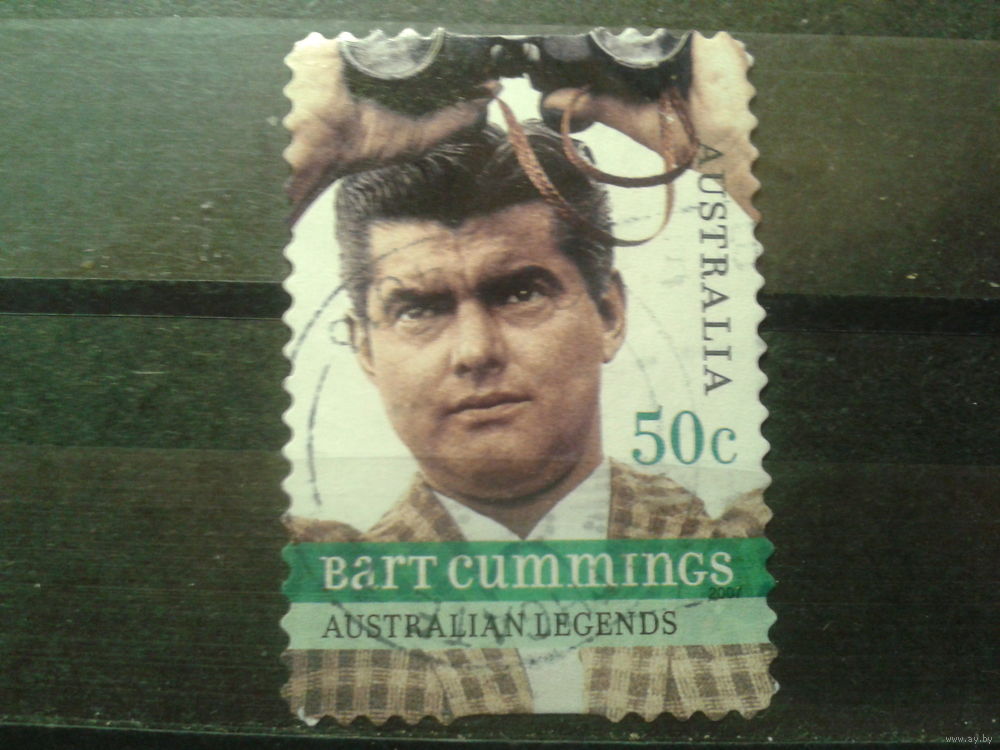 AUSTRALIA
50c
Bart Cummings
2007
AUSTRALIAN LEGENDS
www.ay.by